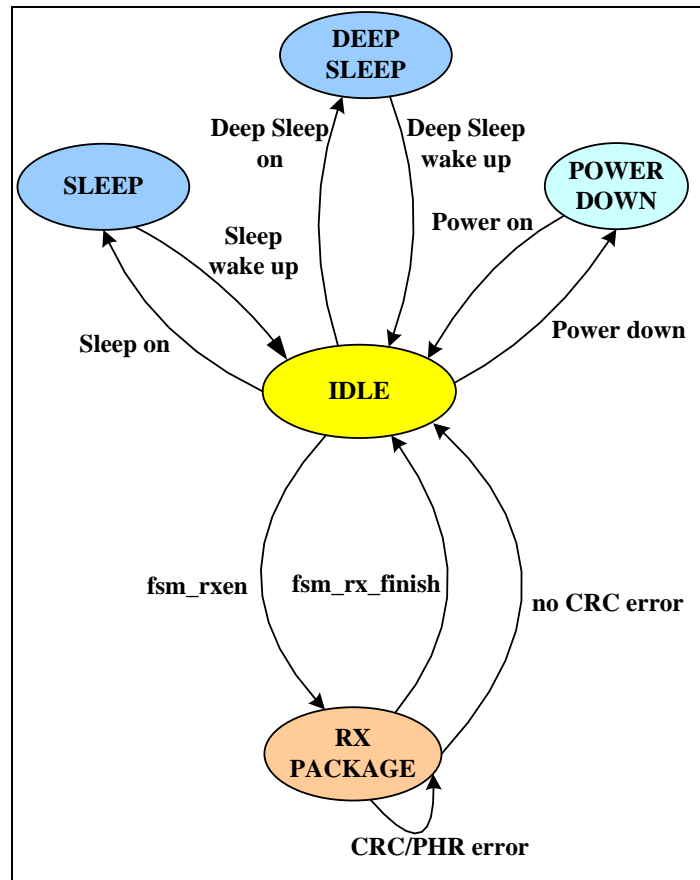 DEEP
SLEEP
Deep Sleep
on
Deep Sleep
wake up
SLEEP
POWER
DOWN
Sleep
wake up
Power on
Sleep on
Power down
IDLE
fsm_rxen
fsm_rx_finish
no CRC error
RX
PACKAGE
CRC/PHR error